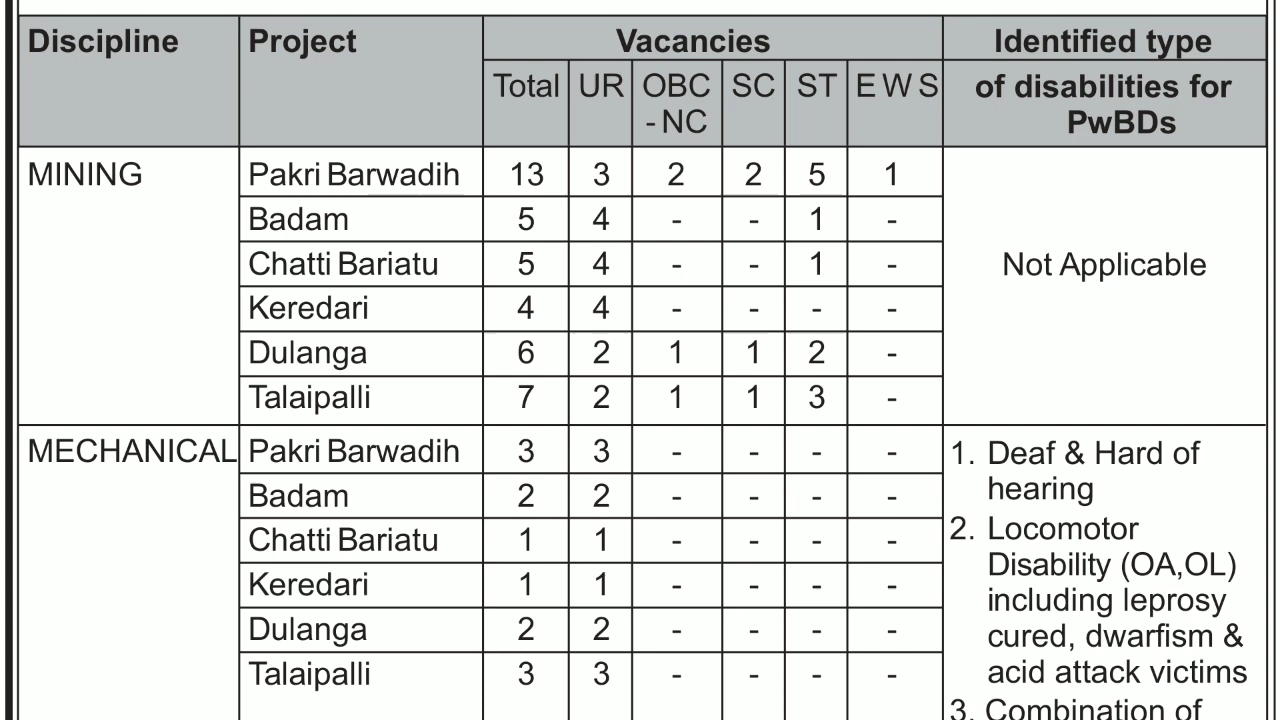 Discipline Project Vacancies Identified type
of disabilities for
PwBDs
Total UR OBC SC ST EWS
- NC
MINING Pakri Barwadih 13 3 2 2 5 1 Not Applicable
Badam 5 4 - - 1 -
Chatti Bariatu 5 4 - - 1 -
Keredari 4 4 - - - -
Dulanga 6 2 1 1 2 -
Talaipalli 7 2 1 1 3 -
MECHANICAL Pakri Barwadih 3 3 - - - -
Badam 2 2 - - - -
Chatti Bariatu 1 1 - - - -
Keredari 1 1 - - - -
Dulanga 2 2 - - - -
Talaipalli 3 3 - - - -
1. Deaf & Hard of
hearing
2. Locomotor
Disability (OA,OL)
including leprosy
cured, dwarfism &
acid attack victims
3. Combination of